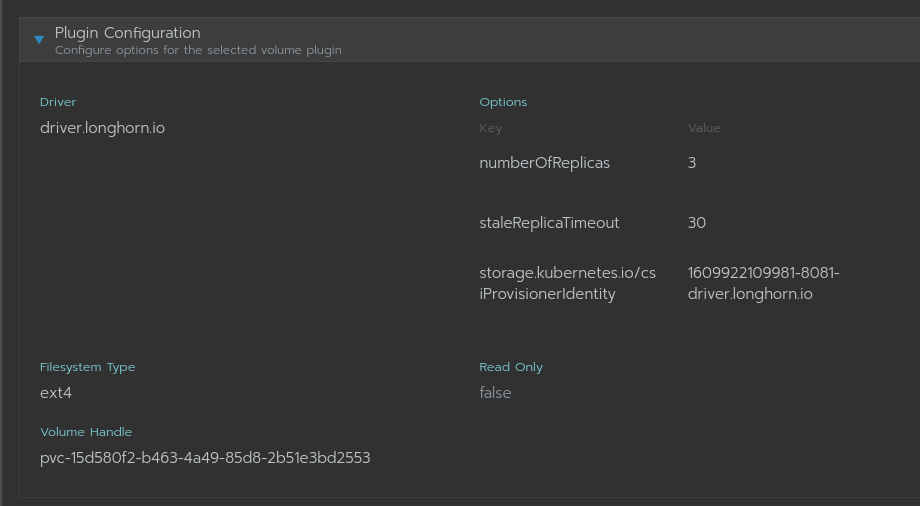 Plugin Configuration
Configure options for the selected volume plugin
Driver
driver.longhorn.io
Options
Key Value
numberOfReplicas 3
staleReplicaTimeout 30
storage.kubernetes.io/cs 1609922109981-8081-
iProvisionerIdentity driver.longhorn.io
Filesystem Type
ext4
Read Only
false
Volume Handle
pvc-15d580f2-b463-4a49-85d8-2b51e3bd2553